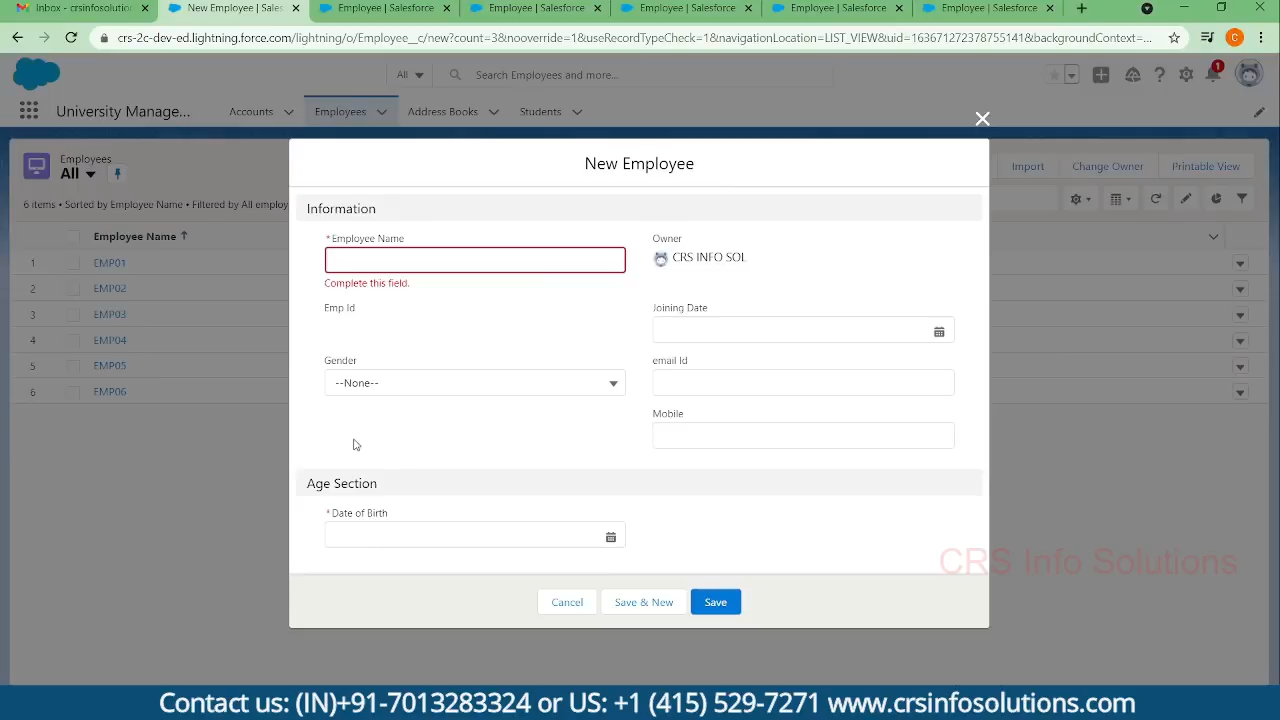 Inbox - crsinfosolution
New Employee | Sales
Employee | Salesforce
Employee | Salesforce
Employee | Salesforce
Employee | Salesforce
Employee | Salesforce
crs-2c-dev-ed.lightning.force.com/lightning/o/Employee__c/new?count=3&nooverride=1&useRecordTypeCheck=1&navigationLocation=LIST_VIEW&uid=163671272378755141&backgroundContext=...
C
All
Search Employees and more...
1
University Manage...
Accounts
Employees
Address Books
Students
New Employee
Employees
All
Import
Change Owner
Printable View
6 items • Sorted by Employee Name • Filtered by All employ
Information
Employee Name ↑
*Employee Name
Owner
CRS INFO SOL
1 EMP01
Complete this field.
2 EMP02
Emp Id
Joining Date
3 EMP03
4 EMP04
Gender
email Id
5 EMP05
--None--
6 EMP06
Mobile
Age Section
*Date of Birth
CRS Info Solutions
Cancel
Save & New
Save
Contact us: (IN)+91-7013283324 or US: +1 (415) 529-7271 www.crsinfosolutions.com